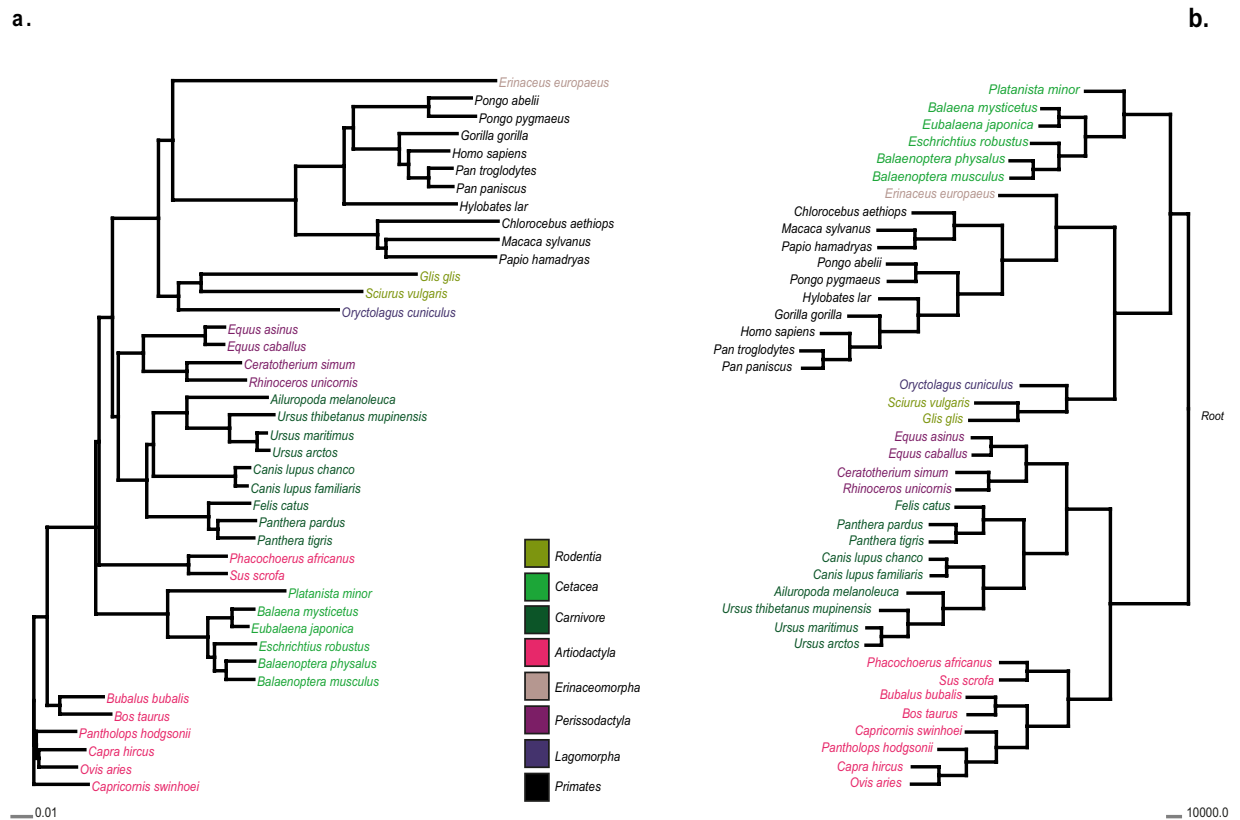 a.
b.
Erinaceus europaeus
Pongo abelii
Pongo pygmaeus
Gorilla gorilla
Homo sapiens
Pan troglodytes
Pan paniscus
Hylobates lar
Chlorocebus aethiops
Macaca sylvanus
Papio hamadryas
Glis glis
Sciurus vulgaris
Oryctolagus cuniculus
Equus asinus
Equus caballus
Ceratotherium simum
Rhinoceros unicornis
Ailuropoda melanoleuca
Ursus thibetanus mupinensis
Ursus maritimus
Ursus arctos
Canis lupus chanco
Canis lupus familiaris
Felis catus
Panthera pardus
Panthera tigris
Phacochoerus africanus
Sus scrofa
Platanista minor
Balaena mysticetus
Eubalaena japonica
Eschrichtius robustus
Balaenoptera physalus
Balaenoptera musculus
Bubalus bubalis
Bos taurus
Pantholops hodgsonii
Capra hircus
Ovis aries
Capricornis swinhoei
0.01
Rodentia
Cetacea
Carnivore
Artiodactyla
Erinaceomorpha
Perissodactyla
Lagomorpha
Primates
Platanista minor
Balaena mysticetus
Eubalaena japonica
Eschrichtius robustus
Balaenoptera physalus
Balaenoptera musculus
Erinaceus europaeus
Chlorocebus aethiops
Macaca sylvanus
Papio hamadryas
Pongo abelii
Pongo pygmaeus
Hylobates lar
Gorilla gorilla
Homo sapiens
Pan troglodytes
Pan paniscus
Oryctolagus cuniculus
Sciurus vulgaris
Glis glis
Equus asinus
Equus caballus
Ceratotherium simum
Rhinoceros unicornis
Felis catus
Panthera pardus
Panthera tigris
Canis lupus chanco
Canis lupus familiaris
Ailuropoda melanoleuca
Ursus thibetanus mupinensis
Ursus maritimus
Ursus arctos
Phacochoerus africanus
Sus scrofa
Bubalus bubalis
Bos taurus
Capricornis swinhoei
Pantholops hodgsonii
Capra hircus
Ovis aries
Root
10000.0